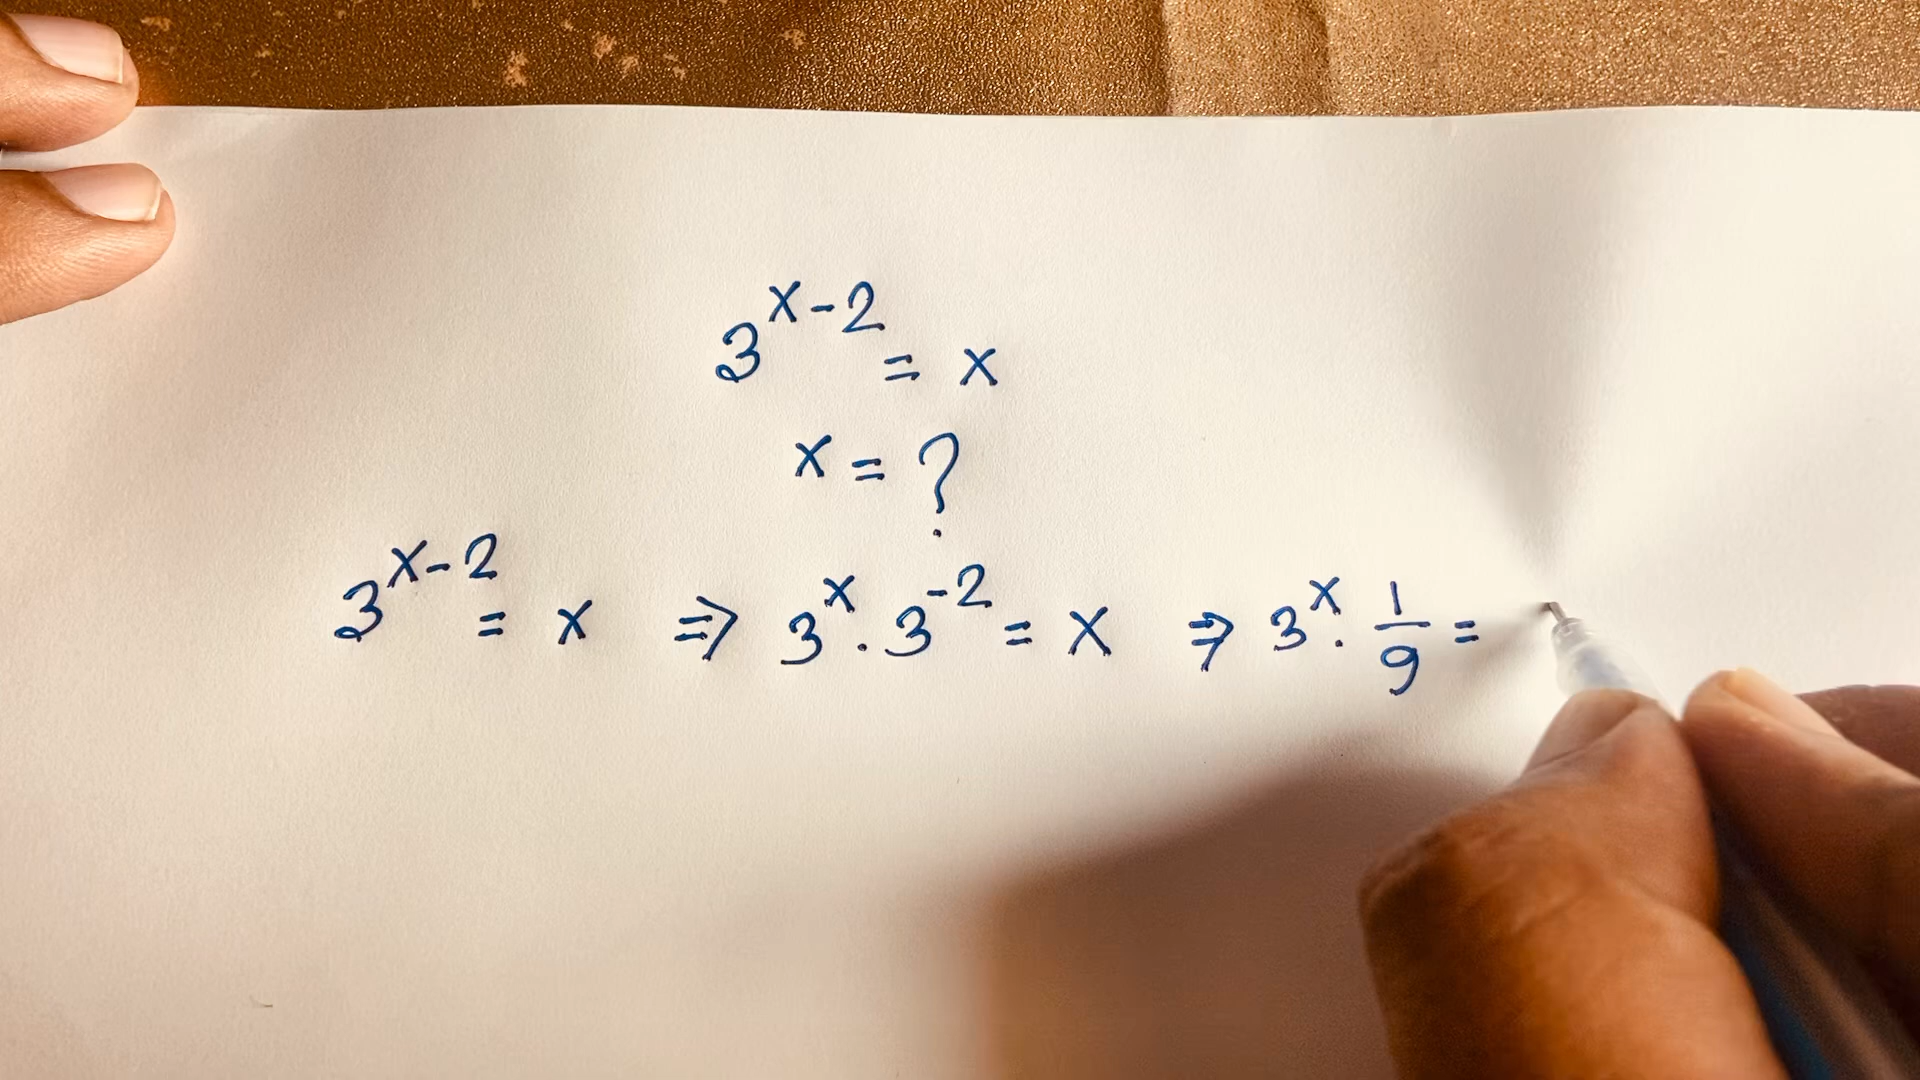 3^{x-2} = x
x = ?
3^{x-2} = x ⇒ 3^x . 3^{-2} = x ⇒ 3^x . 1/9 =